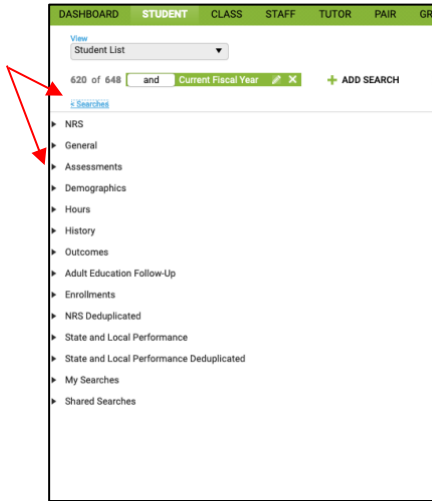 DASHBOARD STUDENT CLASS STAFF TUTOR PAIR GR
View
Student List
620 of 648 and Current Fiscal Year ADD SEARCH
« Searches
NRS
General
Assessments
Demographics
Hours
History
Outcomes
Adult Education Follow-Up
Enrollments
NRS Deduplicated
State and Local Performance
State and Local Performance Deduplicated
My Searches
Shared Searches